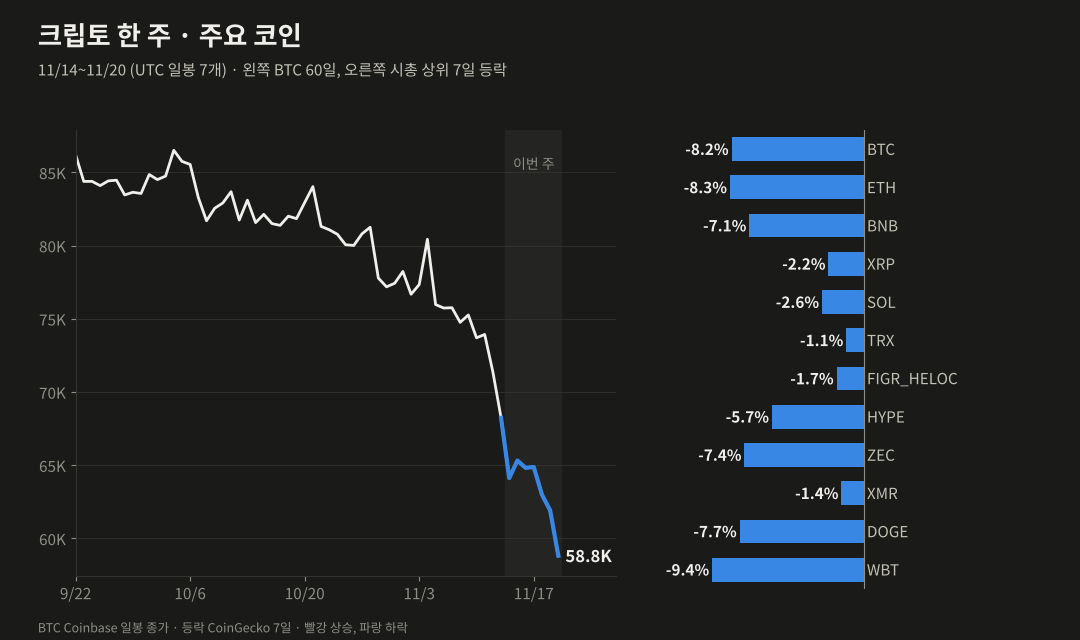 크립토 한 주 · 주요 코인
11/14~11/20 (UTC 일봉 7개) · 왼쪽 BTC 60일, 오른쪽 시총 상위 7일 등락
이번 주
85K
80K
75K
70K
65K
60K
58.8K
9/22
10/6
10/20
11/3
11/17
-8.2% BTC
-8.3% ETH
-7.1% BNB
-2.2% XRP
-2.6% SOL
-1.1% TRX
-1.7% FIGR_HELOC
-5.7% HYPE
-7.4% ZEC
-1.4% XMR
-7.7% DOGE
-9.4% WBT
BTC Coinbase 일봉 종가 · 등락 CoinGecko 7일 · 빨강 상승, 파랑 하락